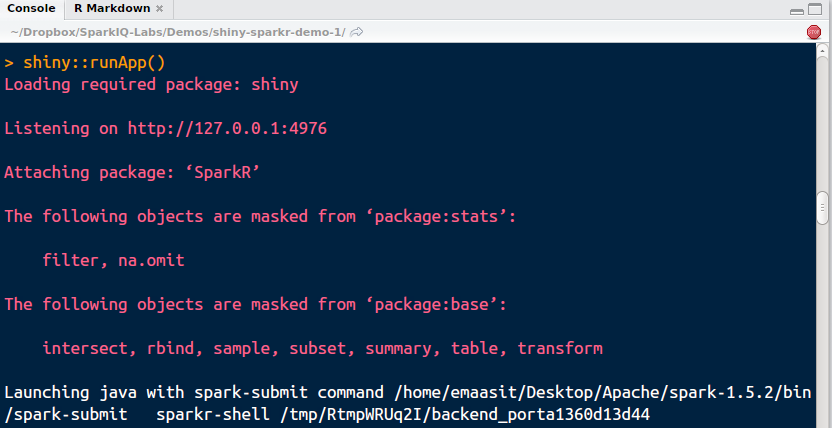 Console R Markdown
~/Dropbox/SparkIQ-Labs/Demos/shiny-sparkr-demo-1/
STOP
> shiny::runApp()
Loading required package: shiny
Listening on http://127.0.0.1:4976
Attaching package: ‘SparkR’
The following objects are masked from ‘package:stats’:
filter, na.omit
The following objects are masked from ‘package:base’:
intersect, rbind, sample, subset, summary, table, transform
Launching java with spark-submit command /home/emaasit/Desktop/Apache/spark-1.5.2/bin
/spark-submit   sparkr-shell /tmp/RtmpWRUq2I/backend_porta1360d13d44